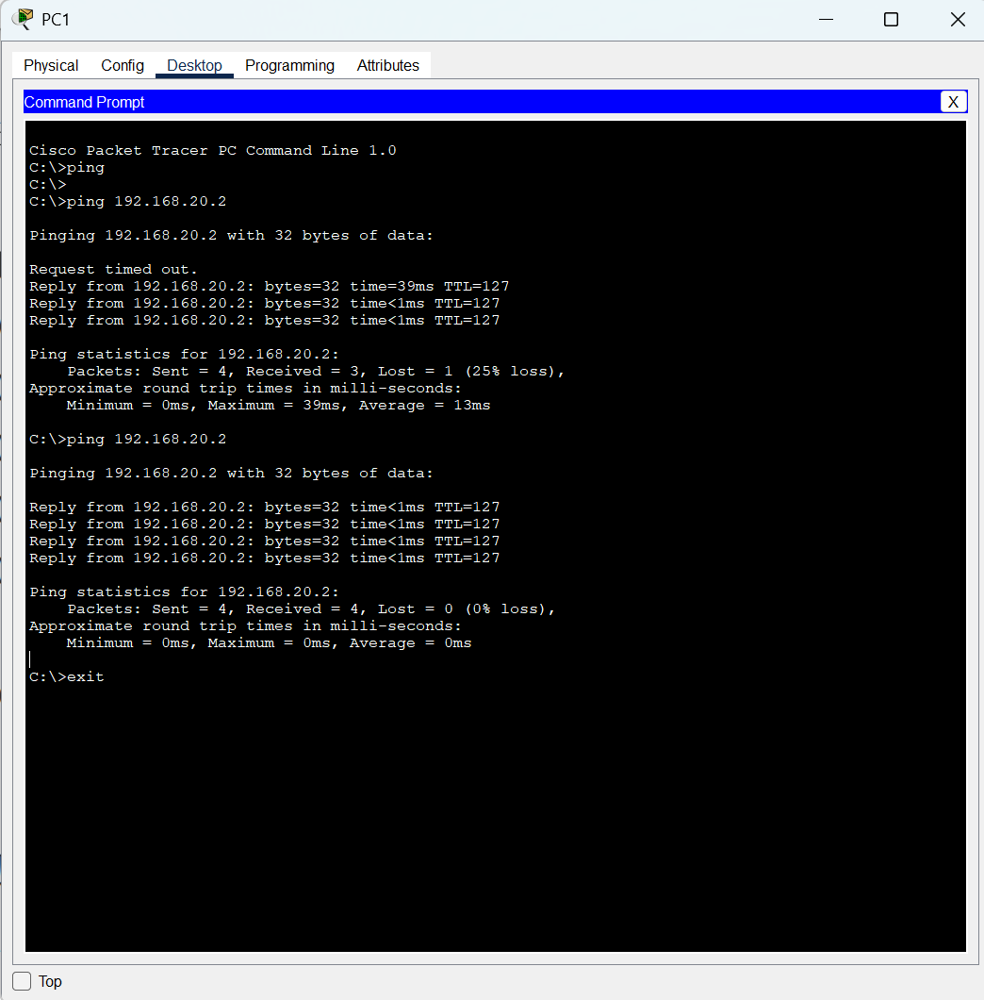 PC1
Physical Config Desktop Programming Attributes
Command Prompt X
Cisco Packet Tracer PC Command Line 1.0
C:\>ping
C:\>
C:\>ping 192.168.20.2
Pinging 192.168.20.2 with 32 bytes of data:
Request timed out.
Reply from 192.168.20.2: bytes=32 time=39ms TTL=127
Reply from 192.168.20.2: bytes=32 time<1ms TTL=127
Reply from 192.168.20.2: bytes=32 time<1ms TTL=127
Ping statistics for 192.168.20.2:
    Packets: Sent = 4, Received = 3, Lost = 1 (25% loss),
Approximate round trip times in milli-seconds:
    Minimum = 0ms, Maximum = 39ms, Average = 13ms
C:\>ping 192.168.20.2
Pinging 192.168.20.2 with 32 bytes of data:
Reply from 192.168.20.2: bytes=32 time<1ms TTL=127
Reply from 192.168.20.2: bytes=32 time<1ms TTL=127
Reply from 192.168.20.2: bytes=32 time<1ms TTL=127
Reply from 192.168.20.2: bytes=32 time<1ms TTL=127
Ping statistics for 192.168.20.2:
    Packets: Sent = 4, Received = 4, Lost = 0 (0% loss),
Approximate round trip times in milli-seconds:
    Minimum = 0ms, Maximum = 0ms, Average = 0ms
C:\>exit
Top